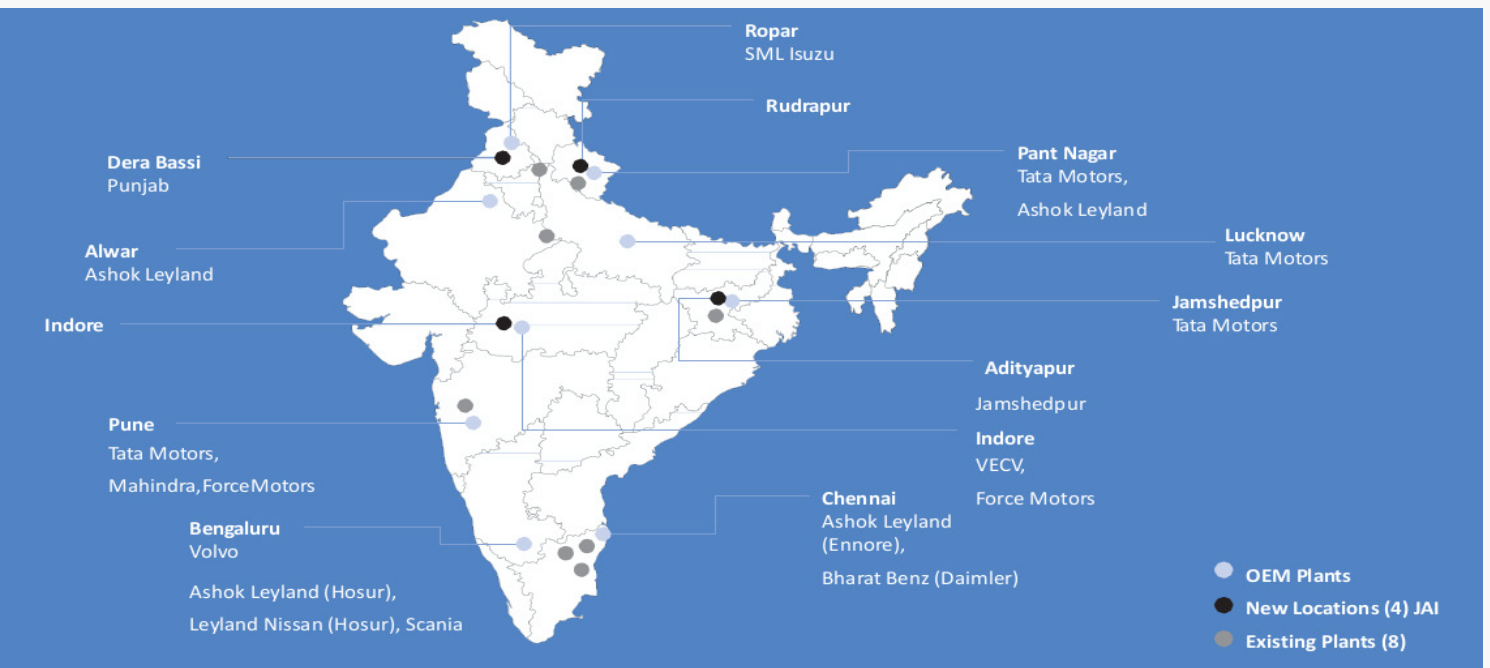 Ropar
SML Isuzu
Rudrapur
Dera Bassi
Punjab
Pant Nagar
Tata Motors,
Ashok Leyland
Alwar
Ashok Leyland
Lucknow
Tata Motors
Indore
Jamshedpur
Tata Motors
Adityapur
Jamshedpur
Pune
Tata Motors,
Mahindra,ForceMotors
Indore
VECV,
Force Motors
Bengaluru
Volvo
Ashok Leyland (Hosur),
Leyland Nissan (Hosur), Scania
Chennai
Ashok Leyland
(Ennore),
Bharat Benz (Daimler)
OEM Plants
New Locations (4) JAI
Existing Plants (8)